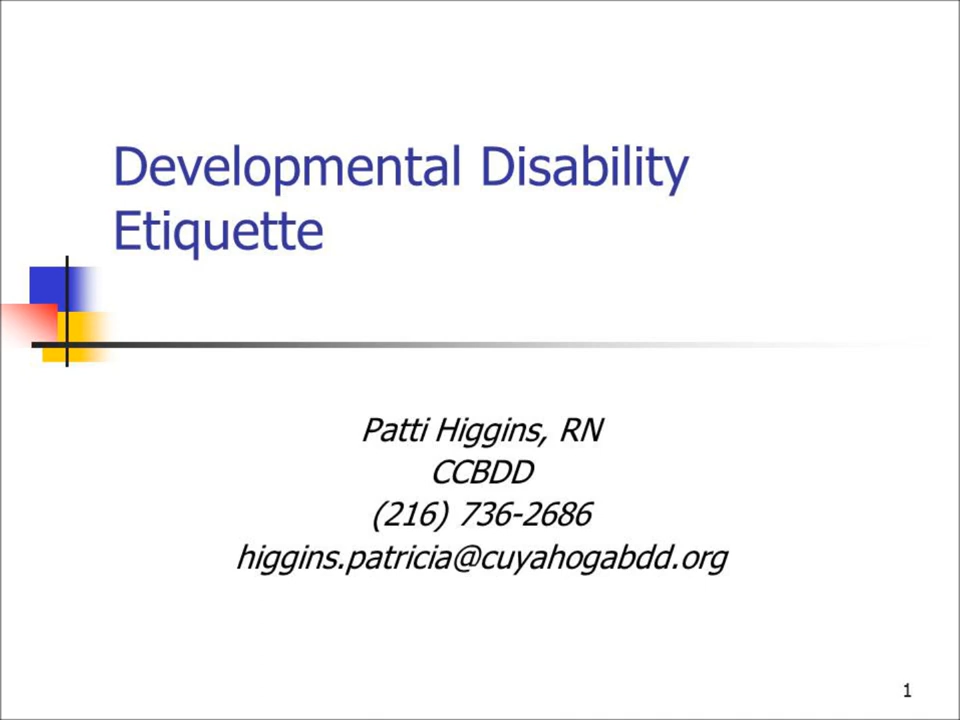 Developmental Disability
Etiquette
Patti Higgins, RN
CCBDD
(216) 736-2686
higgins.patricia@cuyahogabdd.org
1